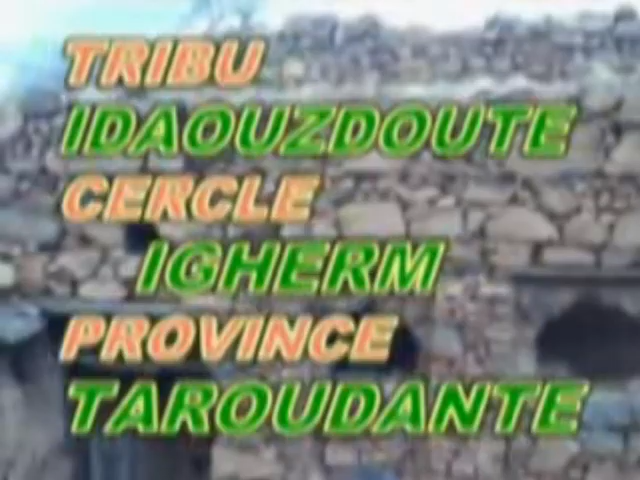 TRIBU
IDAOUZDOUTE
CERCLE
IGHERM
PROVINCE
TAROUDANTE